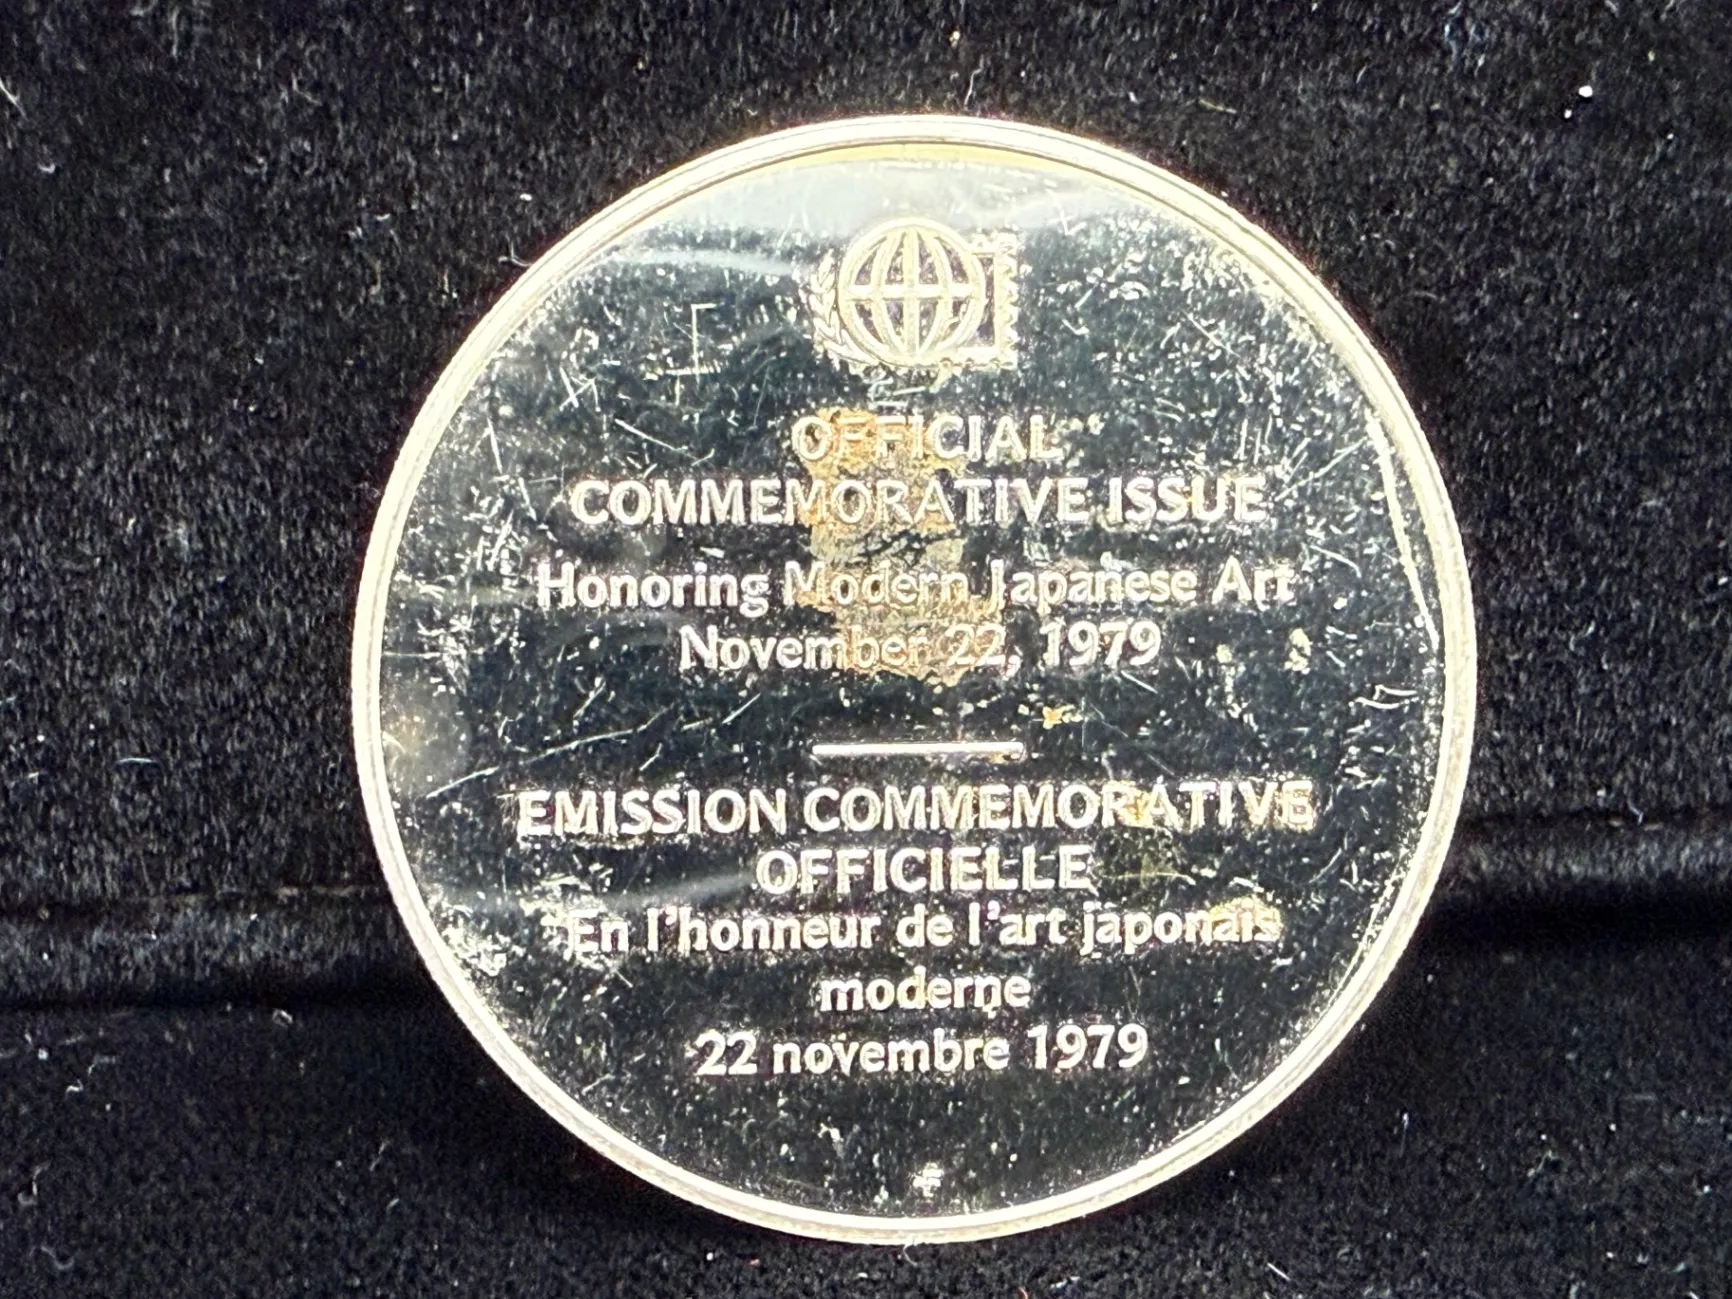 OFFICIAL
COMMEMORATIVE ISSUE
Honoring Modern Japanese Art
November 22, 1979
EMISSION COMMEMORATIVE
OFFICIELLE
En l'honneur de l'art japonais
moderne
22 novembre 1979